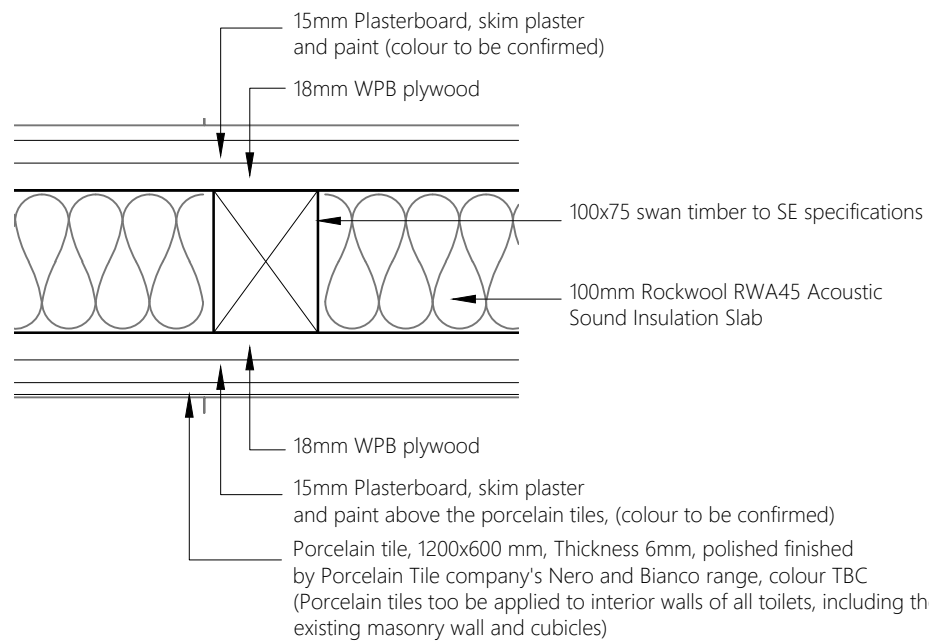 15mm Plasterboard, skim plaster
and paint (colour to be confirmed)
18mm WPB plywood
100x75 swan timber to SE specifications
100mm Rockwool RWA45 Acoustic
Sound Insulation Slab
18mm WPB plywood
15mm Plasterboard, skim plaster
and paint above the porcelain tiles, (colour to be confirmed)
Porcelain tile, 1200x600 mm, Thickness 6mm, polished finished
by Porcelain Tile company's Nero and Bianco range, colour TBC
(Porcelain tiles too be applied to interior walls of all toilets, including the
existing masonry wall and cubicles)